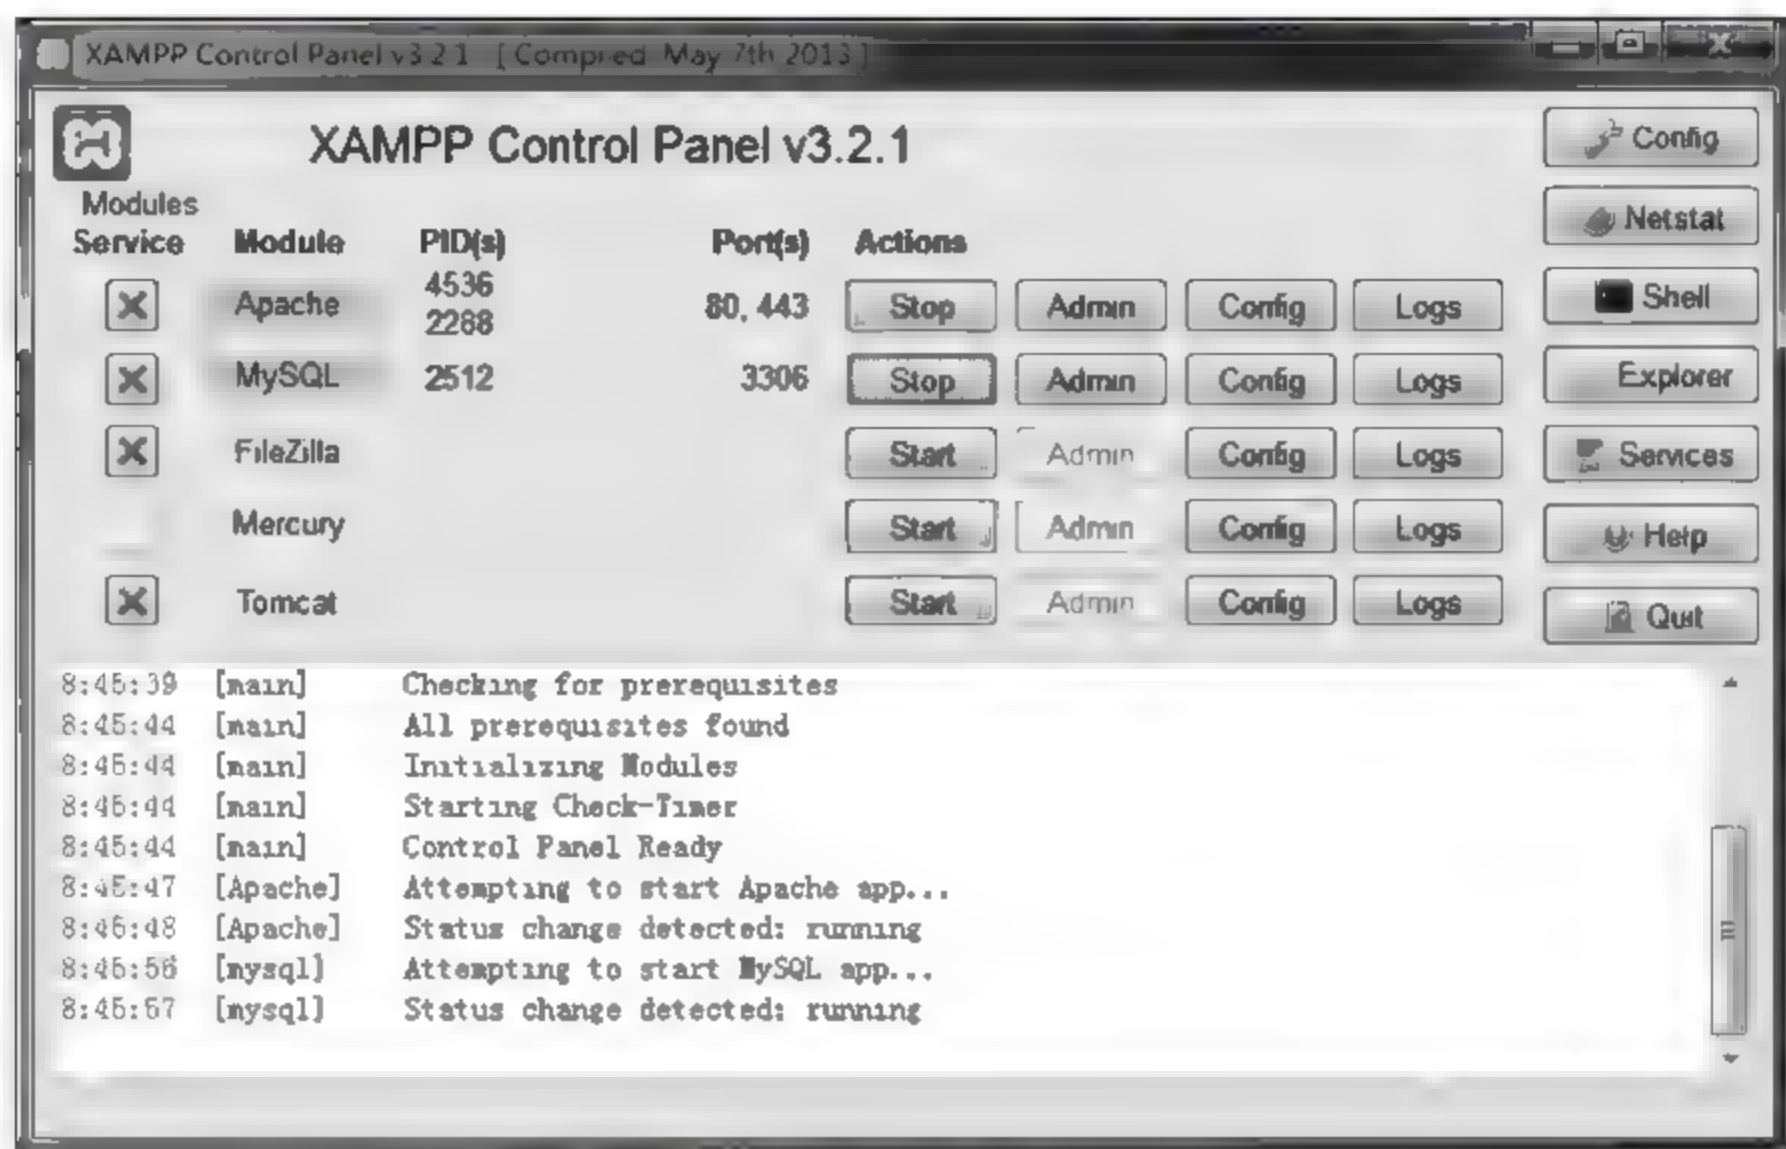 XAMPP Control Panel v3.2.1 [Compiled: May 7th 2013]
XAMPP Control Panel v3.2.1
Config
Modules
Netstat
Service Module PID(s) Port(s) Actions
Apache 4536 2288 80, 443 Stop Admin Config Logs
Shell
MySQL 2512 3306 Stop Admin Config Logs
Explorer
FileZilla Start Admin Config Logs
Services
Mercury Start Admin Config Logs
Help
Tomcat Start Admin Config Logs
Quit
8:45:39 [main] Checking for prerequisites
8:45:44 [main] All prerequisites found
8:45:44 [main] Initializing Modules
8:45:44 [main] Starting Check-Timer
8:45:44 [main] Control Panel Ready
8:45:47 [Apache] Attempting to start Apache app...
8:45:48 [Apache] Status change detected: running
8:45:56 [mysql] Attempting to start MySQL app...
8:45:57 [mysql] Status change detected: running